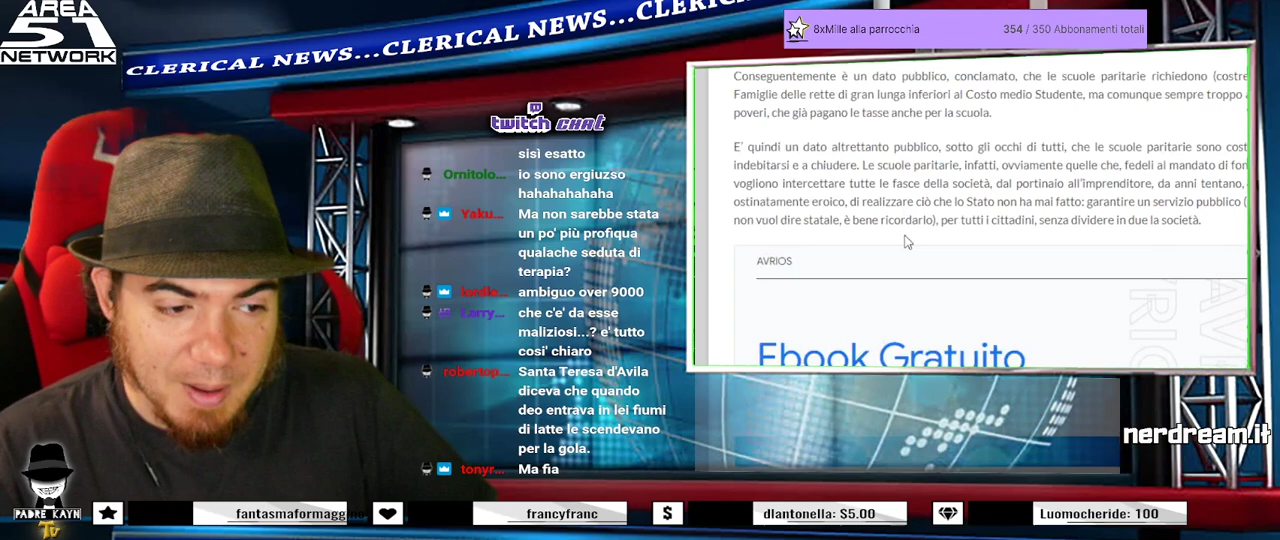 AREA
51
NETWORK
CLERICAL NEWS...CLERICAL NEWS...CLERIC
8xMille alla parrocchia 354 / 350 Abbonamenti totali
twitch CHAT
sisì esatto
Ornitolo... io sono ergiuzso
hahahahahaha
Yaku... Ma non sarebbe stata
un po' più profiqua
qualache seduta di
terapia?
ambiguo over 9000
che c'e' da esse
maliziosi...? e' tutto
cosi' chiaro
robertop... Santa Teresa d'Avila
diceva che quando
deo entrava in lei fiumi
di latte le scendevano
per la gola.
tonyr... Ma fia
Conseguentemente è un dato pubblico, conclamato, che le scuole paritarie richiedono (costre
Famiglie delle rette di gran lunga inferiori al Costo medio Studente, ma comunque sempre troppo a
poveri, che già pagano le tasse anche per la scuola.
E' quindi un dato altrettanto pubblico, sotto gli occhi di tutti, che le scuole paritarie sono cost
indebitarsi e a chiudere. Le scuole paritarie, infatti, ovviamente quelle che, fedeli al mandato di fon
vogliono intercettare tutte le fasce della società, dal portinaio all'imprenditore, da anni tentano,
ostinatamente eroico, di realizzare ciò che lo Stato non ha mai fatto: garantire un servizio pubblico (
non vuol dire statale, è bene ricordarlo), per tutti i cittadini, senza dividere in due la società.
AVRIOS
Ebook Gratuito
nerdream.it
PADRE KAYN
Tv
fantasmaformaggino
francyfranc
$ dlantonella: $5.00
Luomocheride: 100